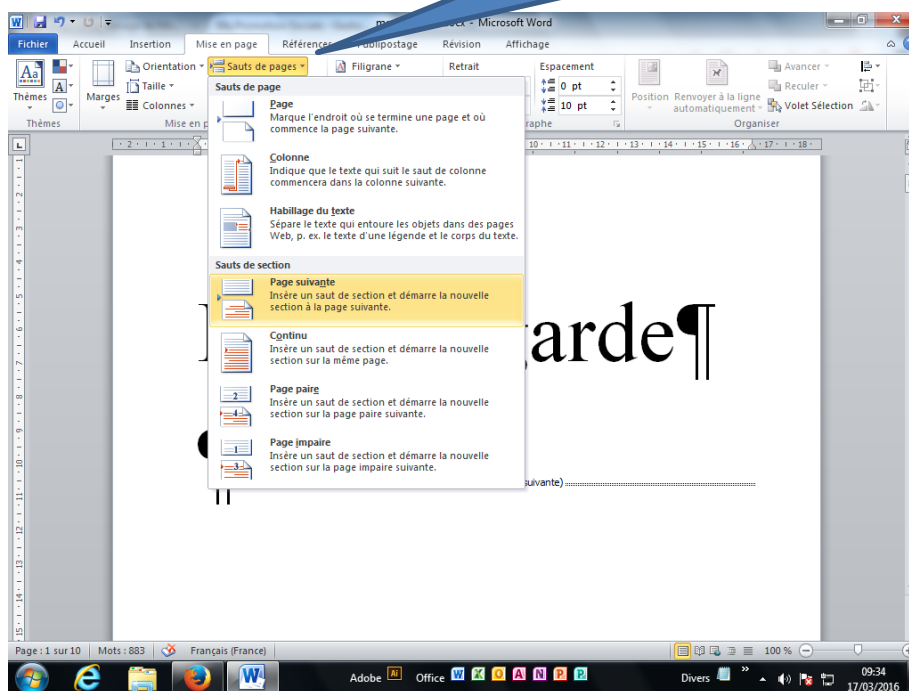 Microsoft Word
Fichier Accueil Insertion Mise en page Références Publipostage Révision Affichage
Orientation Sauts de pages Filigrane Retrait Espacement Avancer
Taille 0 pt Reculer
Thèmes Marges Colonnes 10 pt Position Renvoyer à la ligne automatiquement Volet Sélection
Thèmes Mise en p Organiser
Sauts de page
Page
Marque l'endroit où se termine une page et où
commence la page suivante.
Colonne
Indique que le texte qui suit le saut de colonne
commencera dans la colonne suivante.
Habillage du texte
Sépare le texte qui entoure les objets dans des pages
Web, p. ex. le texte d'une légende et le corps du texte.
Sauts de section
Page suivante
Insère un saut de section et démarre la nouvelle
section à la page suivante.
Continu
Insère un saut de section et démarre la nouvelle
section sur la même page.
Page paire
Insère un saut de section et démarre la nouvelle
section sur la page paire suivante.
Page impaire
Insère un saut de section et démarre la nouvelle
section sur la page impaire suivante.
arde¶
suivante)
Page : 1 sur 10 Mots : 883 Français (France) 100 %
Adobe Office Divers 09:34
17/03/2016